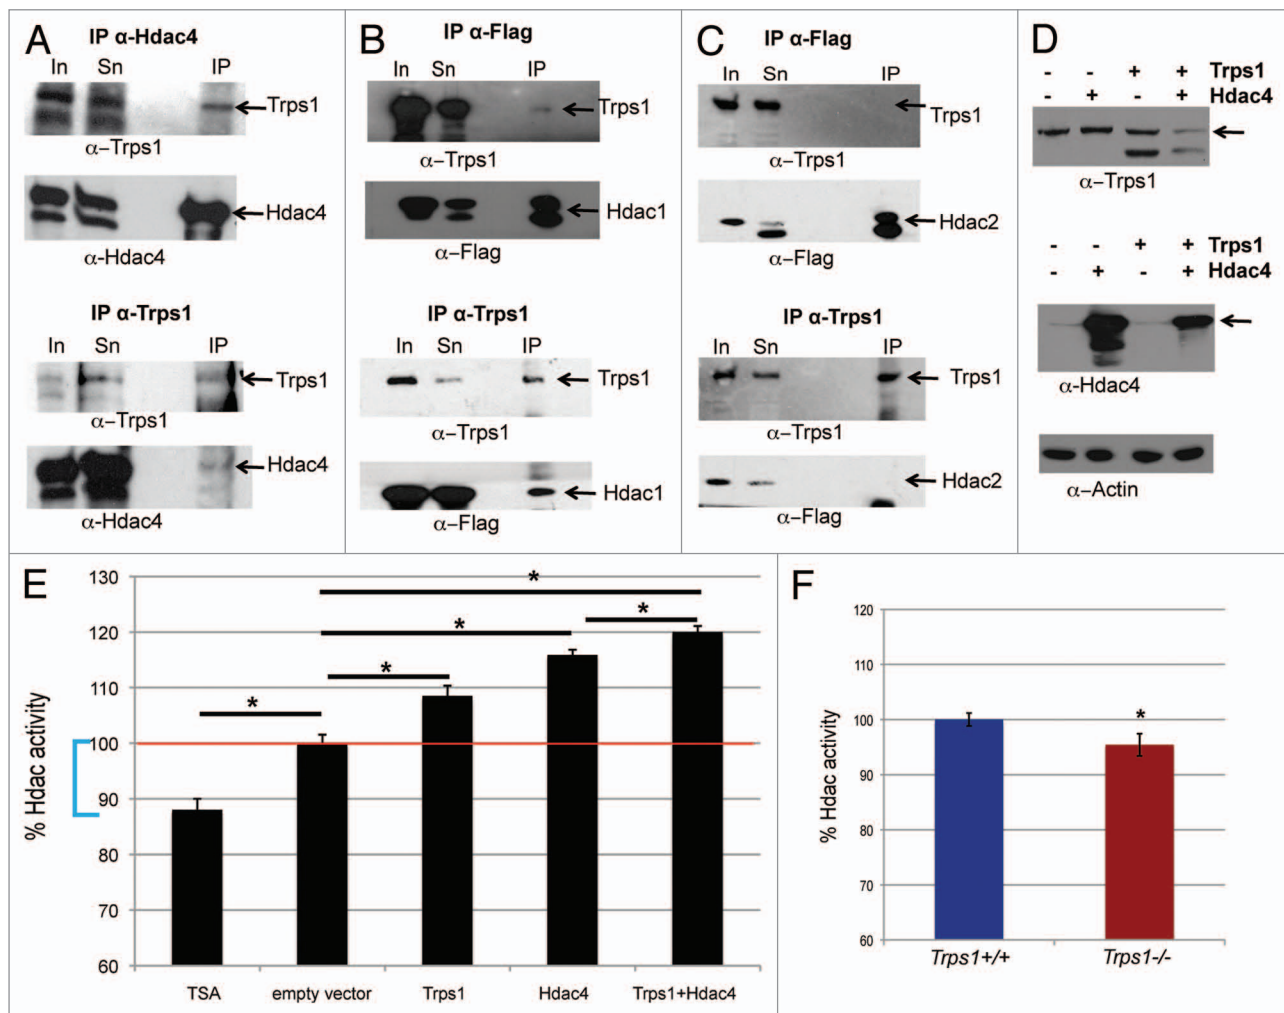 A
IP α-Hdac4
In Sn IP
Trps1
α−Trps1
Hdac4
α-Hdac4
IP α-Trps1
In Sn IP
Trps1
α−Trps1
Hdac4
α-Hdac4
B
IP α-Flag
In Sn IP
Trps1
α−Trps1
Hdac1
α−Flag
IP α-Trps1
In Sn IP
Trps1
α−Trps1
Hdac1
α−Flag
C
IP α-Flag
In Sn IP
Trps1
α−Trps1
Hdac2
α−Flag
IP α-Trps1
In Sn IP
Trps1
α−Trps1
Hdac2
α−Flag
D
- - + + Trps1
- + - + Hdac4
α−Trps1
- - + + Trps1
- + - + Hdac4
α-Hdac4
α−Actin
E
% Hdac activity
130
120
110
100
90
80
70
60
* * * * *
TSA empty vector Trps1 Hdac4 Trps1+Hdac4
F
% Hdac activity
120
110
100
90
80
70
60
*
Trps1+/+ Trps1-/-